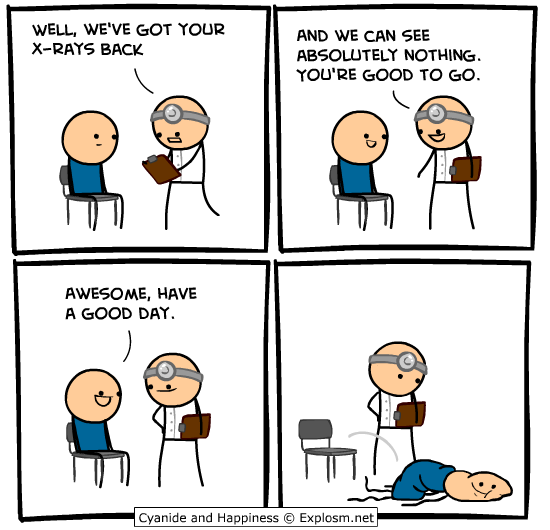 WELL, WE'VE GOT YOUR
X-RAYS BACK
AND WE CAN SEE
ABSOLUTELY NOTHING.
YOU'RE GOOD TO GO.
AWESOME, HAVE
A GOOD DAY.
Cyanide and Happiness © Explosm.net